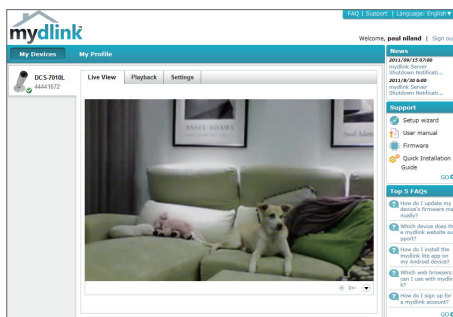 FAQ | Support | Language: English
mydlink
Welcome, paul niland | Sign ou
My Devices
My Profile
DCS-7010L
44441672
Live View
Playback
Settings
ANSEL ADAMS
News
2011/09/15 07:00
mydlink Server
Shutdown Notificati...
2011/8/30 6:00
mydlink Server
Shutdown Notificati...
Support
Setup wizard
User manual
Firmware
Quick Installation
Guide
GO
Top 5 FAQs
How do I update my
device's firmware ma
nually?
Which device does th
e mydlink website su
pport?
How do I install the
mydlink lite app on
my Android device?
Which web browsers
can I use with mydlin
k?
How do I sign up for
a mydlink account?
GO